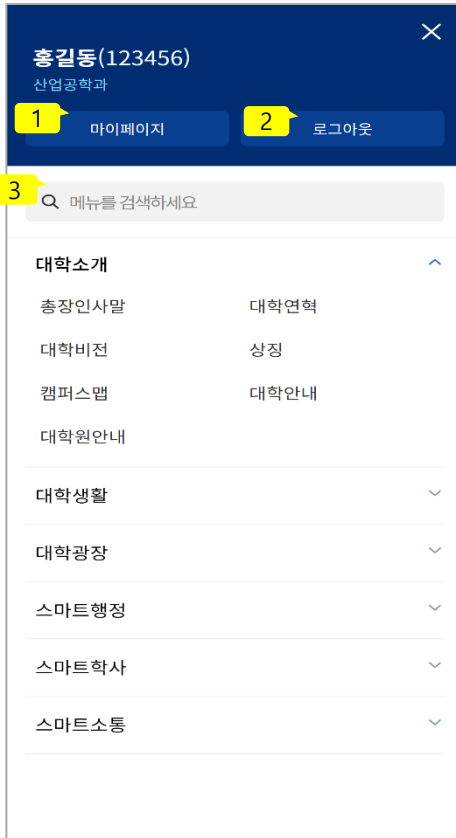 홍길동(123456)
산업공학과
1 마이페이지 2 로그아웃
3 메뉴를 검색하세요
대학소개
총장인사말 대학연혁
대학비전 상징
캠퍼스맵 대학안내
대학원안내
대학생활
대학광장
스마트행정
스마트학사
스마트소통